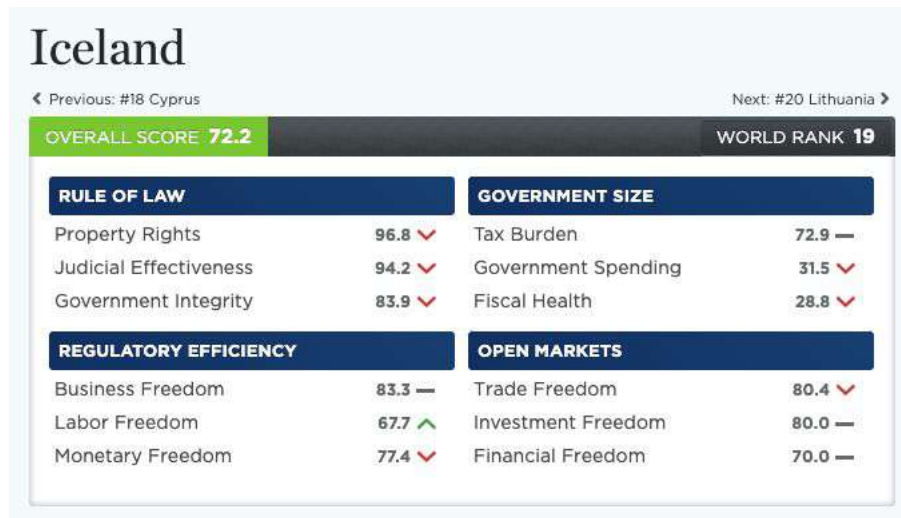 Iceland
Previous: #18 Cyprus
Next: #20 Lithuania
OVERALL SCORE 72.2
WORLD RANK 19
RULE OF LAW
Property Rights 96.8
Judicial Effectiveness 94.2
Government Integrity 83.9
GOVERNMENT SIZE
Tax Burden 72.9
Government Spending 31.5
Fiscal Health 28.8
REGULATORY EFFICIENCY
Business Freedom 83.3
Labor Freedom 67.7
Monetary Freedom 77.4
OPEN MARKETS
Trade Freedom 80.4
Investment Freedom 80.0
Financial Freedom 70.0